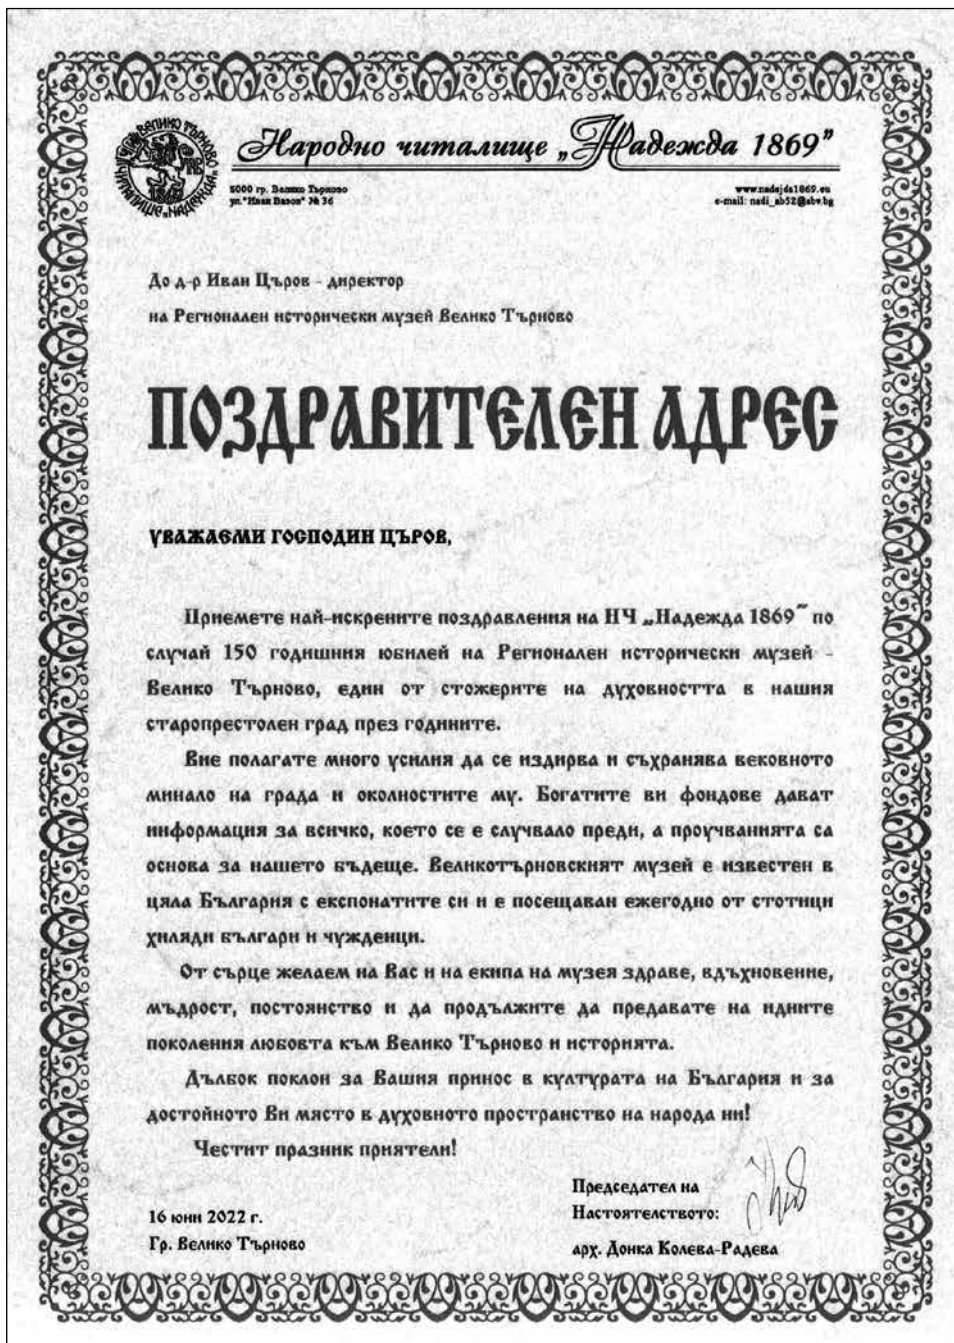 ВЕЛИКО ТЪРНОВО
ЧИТАЛИЩЕ „НАДЕЖДА"
1869
Народно читалище „Надежда 1869”
5000 гр. Велико Търново
ул."Иван Вазов" № 36
www.nadejda1869.eu
e-mail: nadi_ab52@abv.bg
До д-р Иван Църов - директор
на Регионален исторически музей Велико Търново
ПОЗДРАВИТЕЛЕН АДРЕС
УВАЖАЕМИ ГОСПОДИН ЦЪРОВ,
Приемете най-искрените поздравления на НЧ „Надежда 1869˝ по
случай 150 годишния юбилей на Регионален исторически музей -
Велико Търново, един от стожерите на духовността в нашия
старопрестолен град през годините.
Вие полагате много усилия да се издирва и съхранява вековното
минало на града и околностите му. Богатите ви фондове дават
информация за всичко, което се е случвало преди, а проучванията са
основа за нашето бъдеще. Великотърновският музей е известен в
цяла България с експонатите си и е посещаван ежегодно от стотици
хиляди българи и чужденци.
От сърце желаем на Вас и на екипа на музея здраве, вдъхновение,
мъдрост, постоянство и да продължите да предавате на идните
поколения любовта към Велико Търново и историята.
Дълбок поклон за Вашия принос в културата на България и за
достойното Ви място в духовното пространство на народа ни!
Честит празник приятели!
16 юни 2022 г.
Гр. Велико Търново
Председател на
Настоятелството:
арх. Донка Колева-Радева